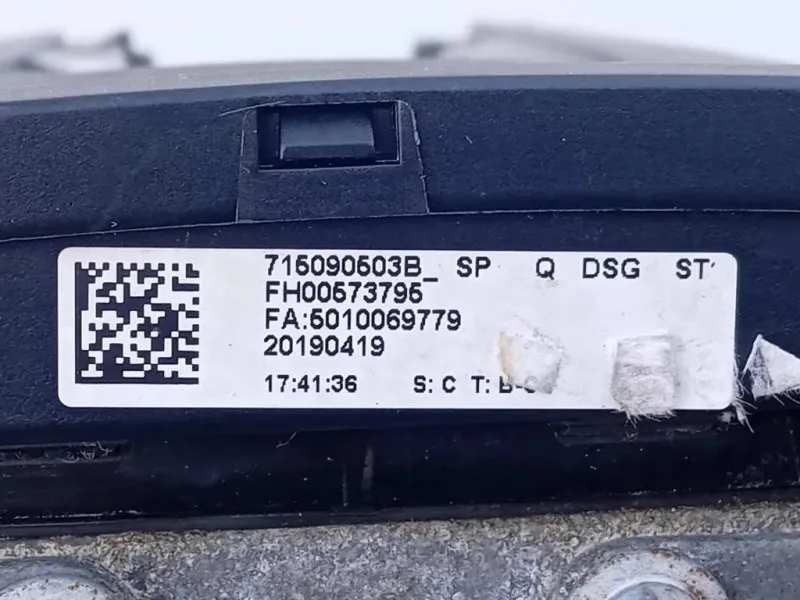 715090503B_ SP Q DSG ST
FH00573795
FA:5010069779
20190419
17:41:36 S: C T: